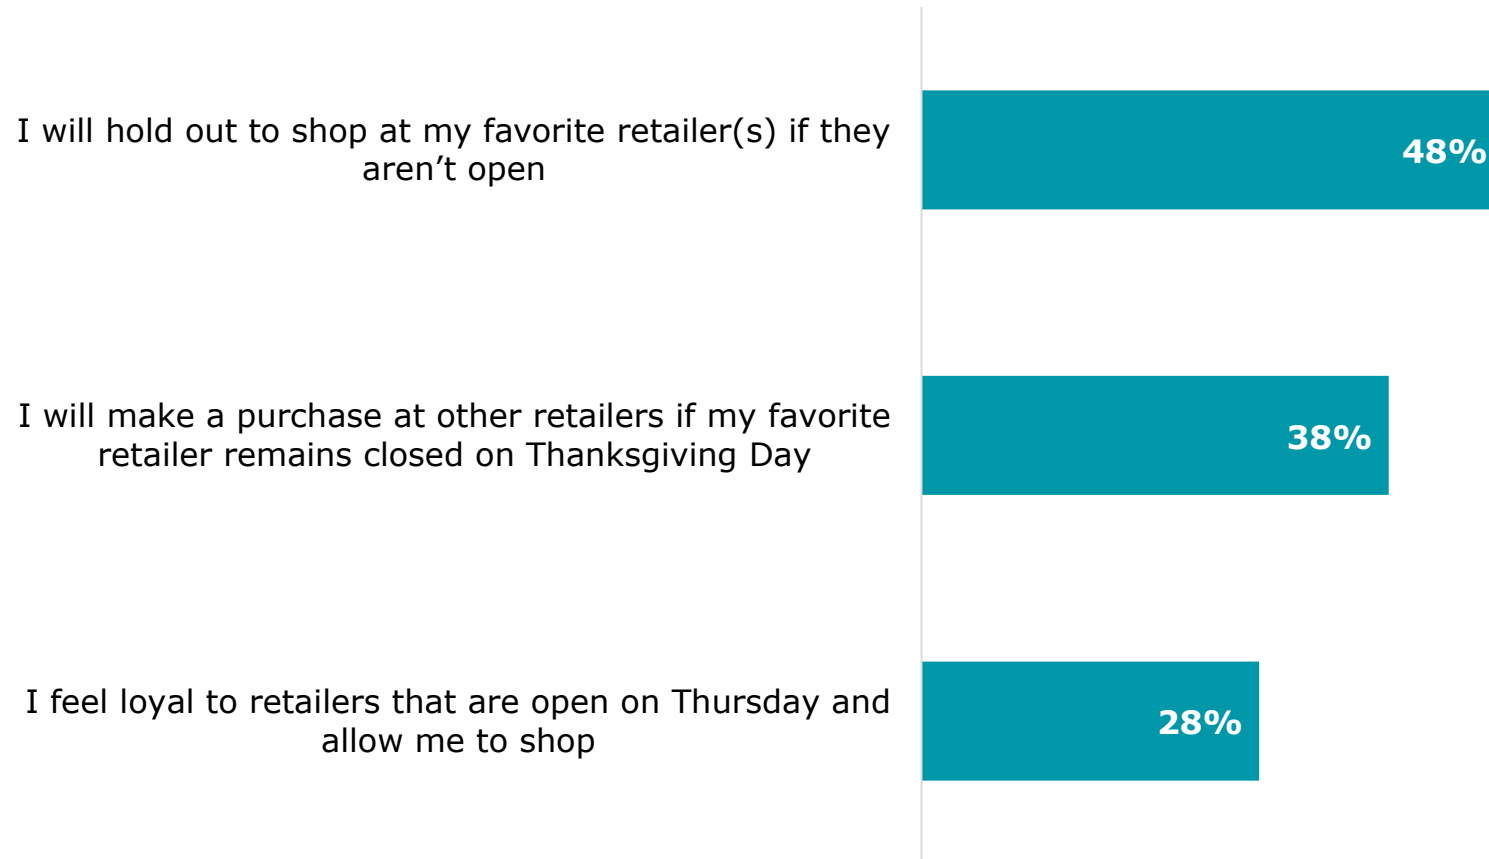 I will hold out to shop at my favorite retailer(s) if they
aren’t open
48%
I will make a purchase at other retailers if my favorite
retailer remains closed on Thanksgiving Day
38%
I feel loyal to retailers that are open on Thursday and
allow me to shop
28%